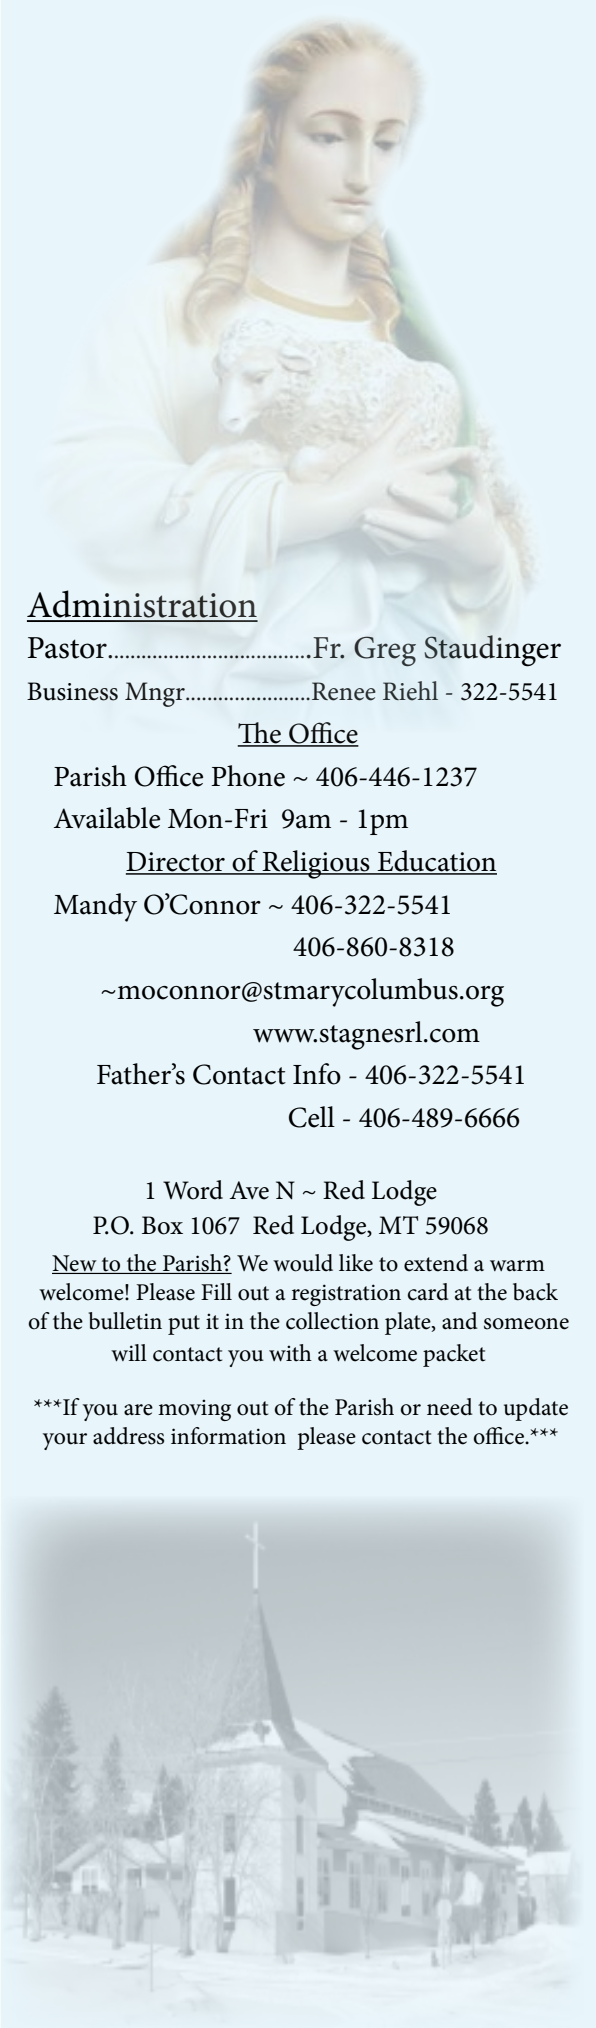 Administration
Pastor.....................................Fr. Greg Staudinger
Business Mngr.......................Renee Riehl - 322-5541
The Office
Parish Office Phone ~ 406-446-1237
Available Mon-Fri  9am - 1pm
Director of Religious Education
Mandy O’Connor ~ 406-322-5541
406-860-8318
~moconnor@stmarycolumbus.org
www.stagnesrl.com
Father’s Contact Info - 406-322-5541
Cell - 406-489-6666
1 Word Ave N ~ Red Lodge
P.O. Box 1067  Red Lodge, MT 59068
New to the Parish? We would like to extend a warm
welcome! Please Fill out a registration card at the back
of the bulletin put it in the collection plate, and someone
will contact you with a welcome packet
***If you are moving out of the Parish or need to update
your address information  please contact the office.***